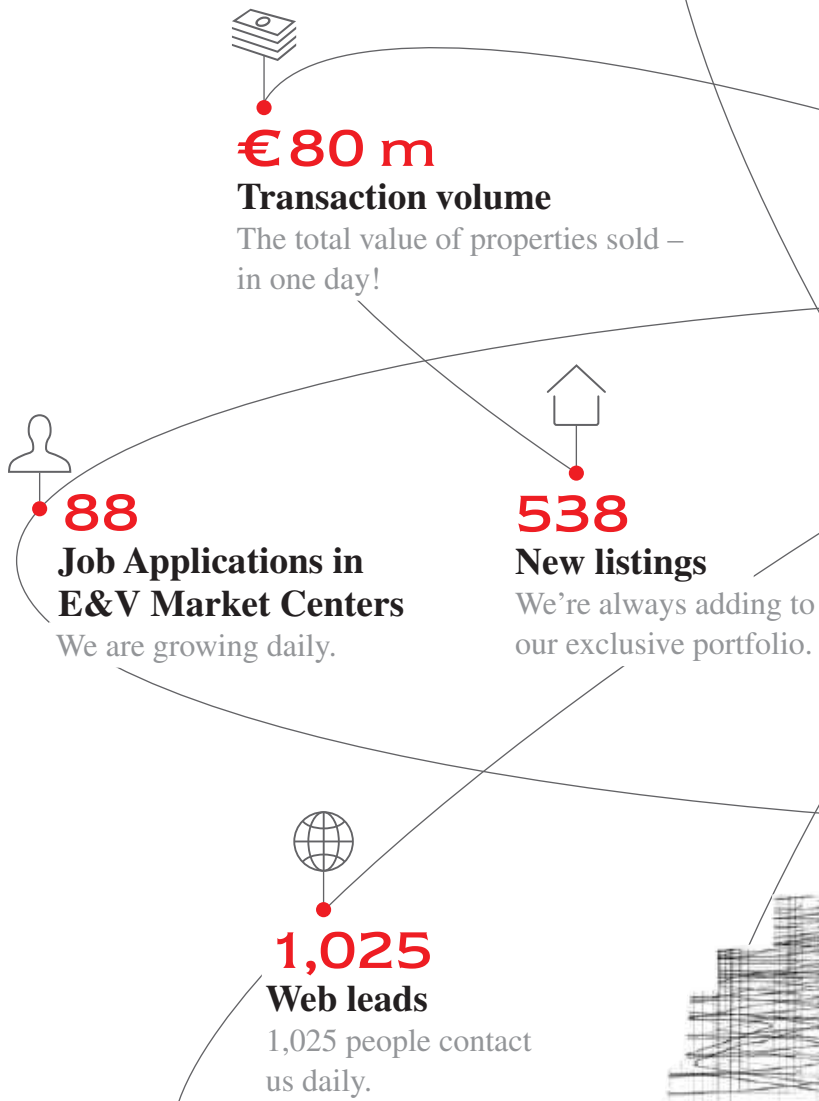 €80 m
Transaction volume
The total value of properties sold –
in one day!
88
Job Applications in
E&V Market Centers
We are growing daily.
538
New listings
We’re always adding to
our exclusive portfolio.
1,025
Web leads
1,025 people contact
us daily.